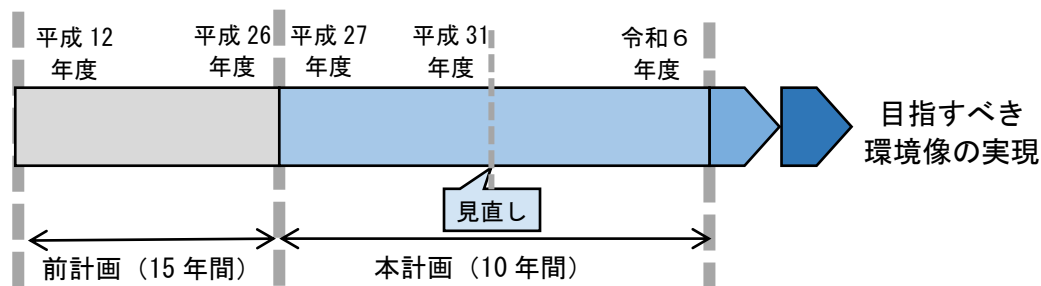 平成 12
年度
平成 26
年度
平成 27
年度
平成 31
年度
令和６
年度
目指すべき
環境像の実現
見直し
前計画（15 年間）
本計画（10 年間）